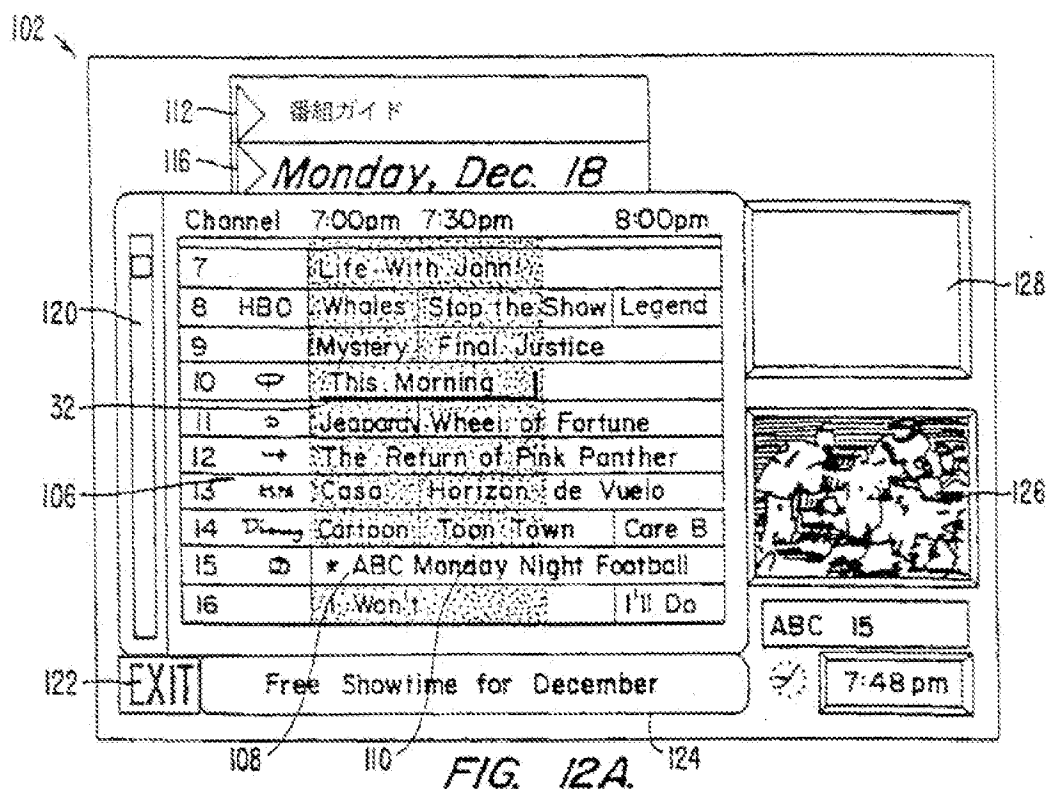 102
112
番組ガイド
116
Monday, Dec. 18
Channel 7:00pm 7:30pm 8:00pm
7 Life With John!
8 HBO Whales Stop the Show Legend
9 Mystery Final Justice
10 This Morning
11 Jeopardy Wheel of Fortune
12 The Return of Pink Panther
13 Casa Horizon de Vuelo
14 Cartoon Toon Town Care B
15 * ABC Monday Night Football
16 I Won't I'll Do
120
32
106
128
126
ABC 15
122
EXIT
Free Showtime for December
7:48pm
108
110
124
FIG. 12A.